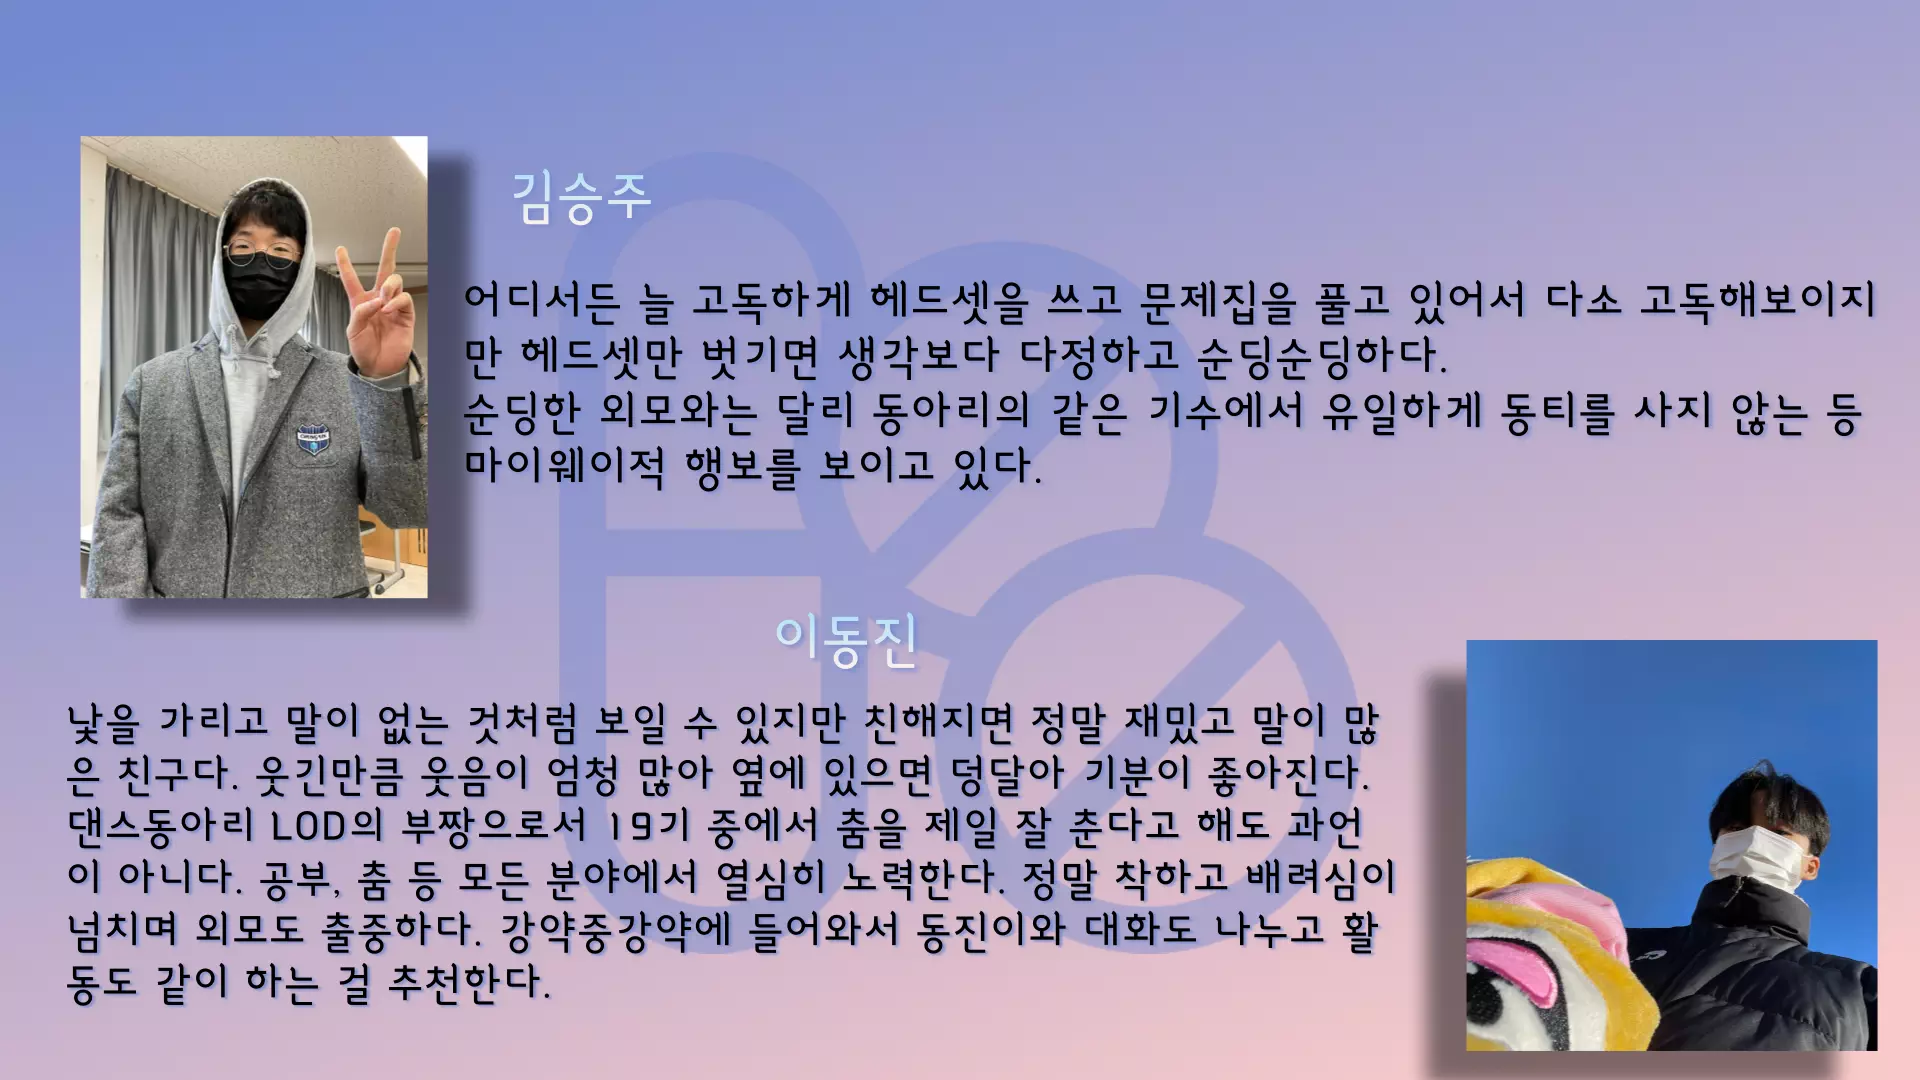 김승주
어디서든 늘 고독하게 헤드셋을 쓰고 문제집을 풀고 있어서 다소 고독해보이지
만 헤드셋만 벗기면 생각보다 다정하고 순딩순딩하다.
순딩한 외모와는 달리 동아리의 같은 기수에서 유일하게 동티를 사지 않는 등
마이웨이적 행보를 보이고 있다.
이동진
낯을 가리고 말이 없는 것처럼 보일 수 있지만 친해지면 정말 재밌고 말이 많
은 친구다. 웃긴만큼 웃음이 엄청 많아 옆에 있으면 덩달아 기분이 좋아진다.
댄스동아리 LOD의 부짱으로서 19기 중에서 춤을 제일 잘 춘다고 해도 과언
이 아니다. 공부, 춤 등 모든 분야에서 열심히 노력한다. 정말 착하고 배려심이
넘치며 외모도 출중하다. 강약중강약에 들어와서 동진이와 대화도 나누고 활
동도 같이 하는 걸 추천한다.